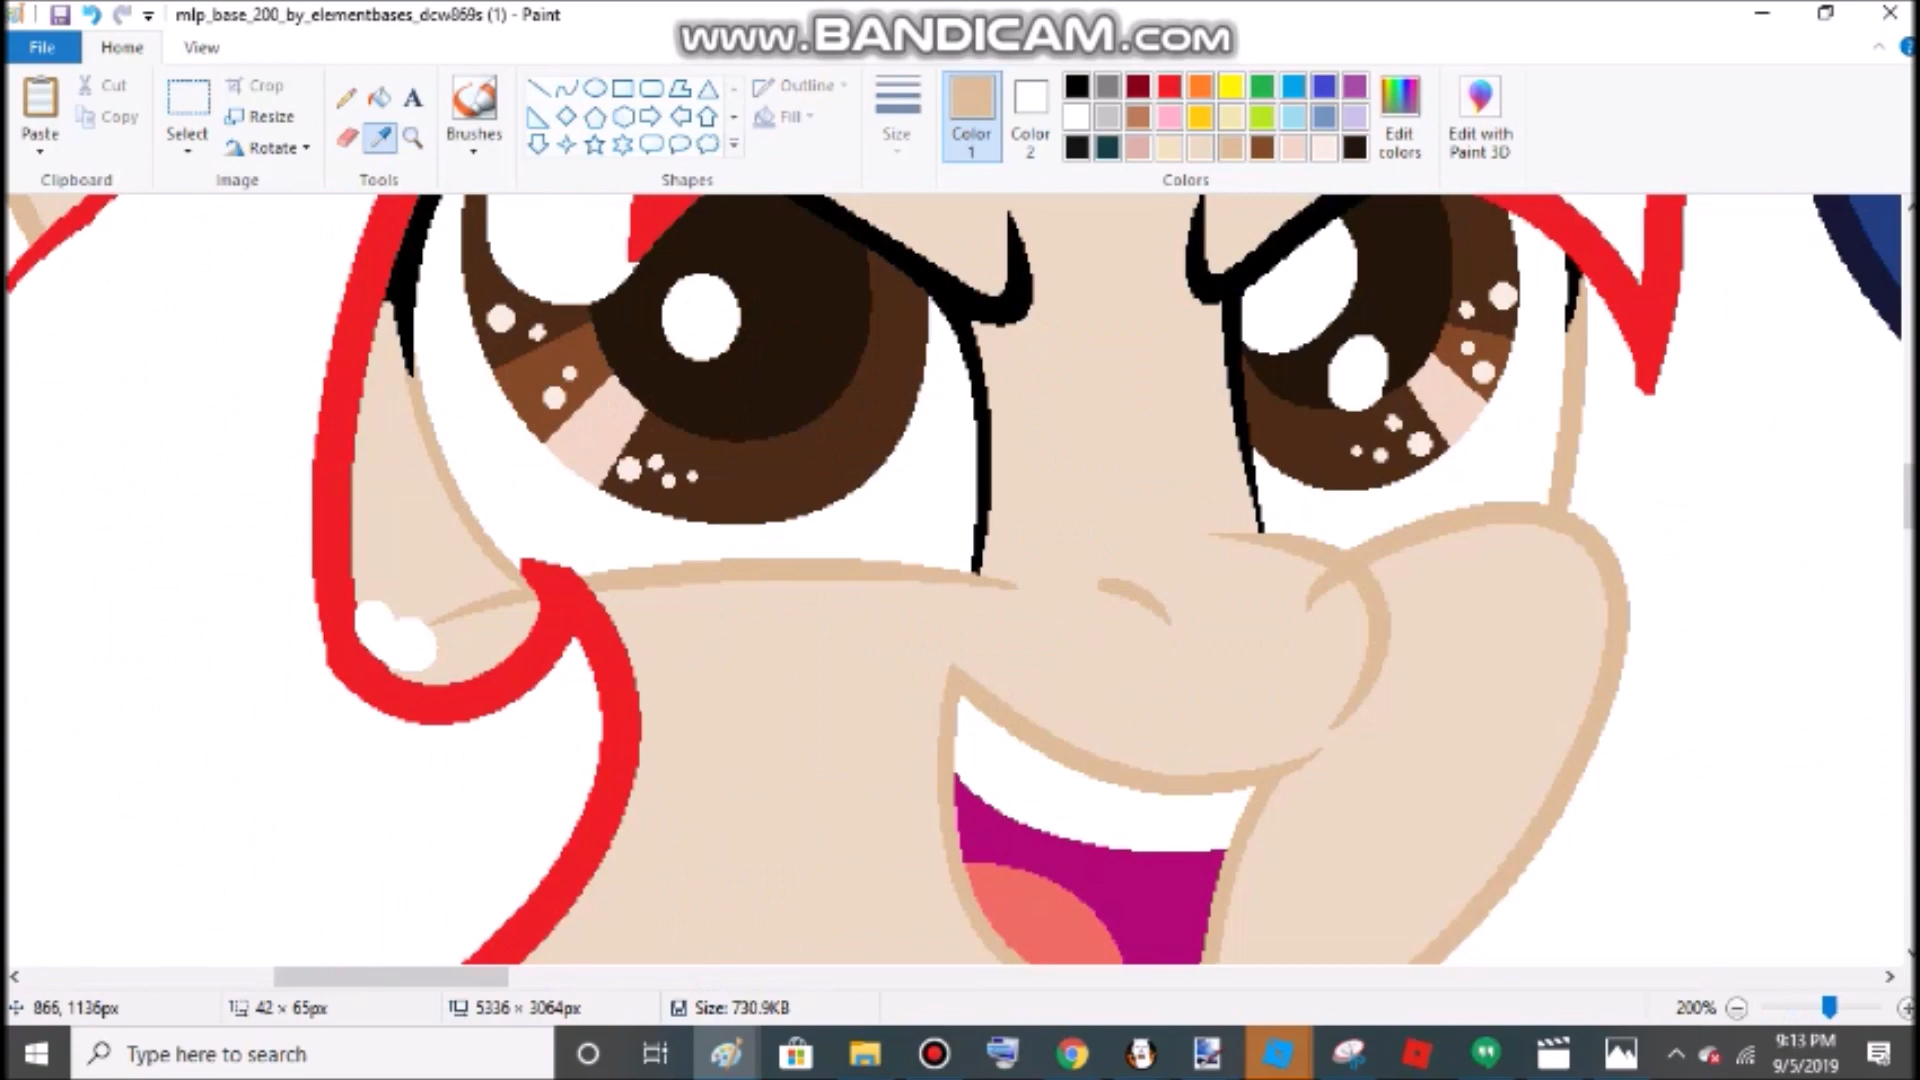 mlp_base_200_by_elementbases_dcw869s (1) - Paint
www.BANDICAM.com
File Home View
Paste
Cut
Copy
Clipboard
Select
Crop
Resize
Rotate
Image
A
Tools
Brushes
Shapes
Outline
Fill
Size
Color 1
Color 2
Colors
Edit colors
Edit with Paint 3D
866, 1136px
42 × 65px
5336 × 3064px
Size: 730.9KB
200%
Type here to search
9:13 PM
9/5/2019